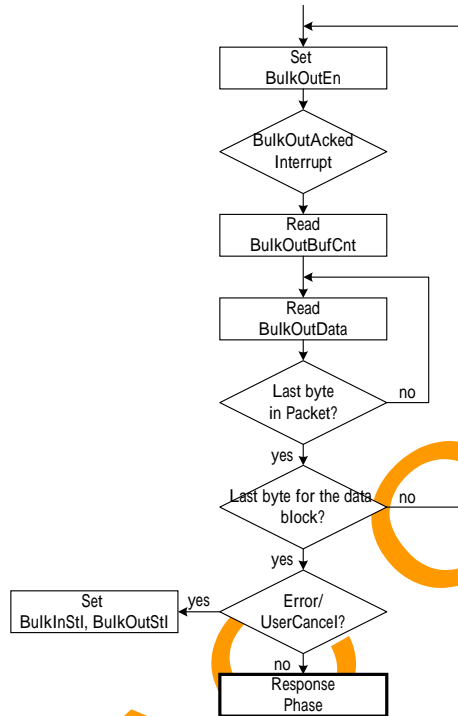 Set
BulkOutEn
BulkOutAcked
Interrupt
Read
BulkOutBufCnt
Read
BulkOutData
Last byte
in Packet?
no
yes
Last byte for the data
block?
no
yes
Error/
UserCancel?
yes
Set
BulkInStl, BulkOutStl
no
Response
Phase